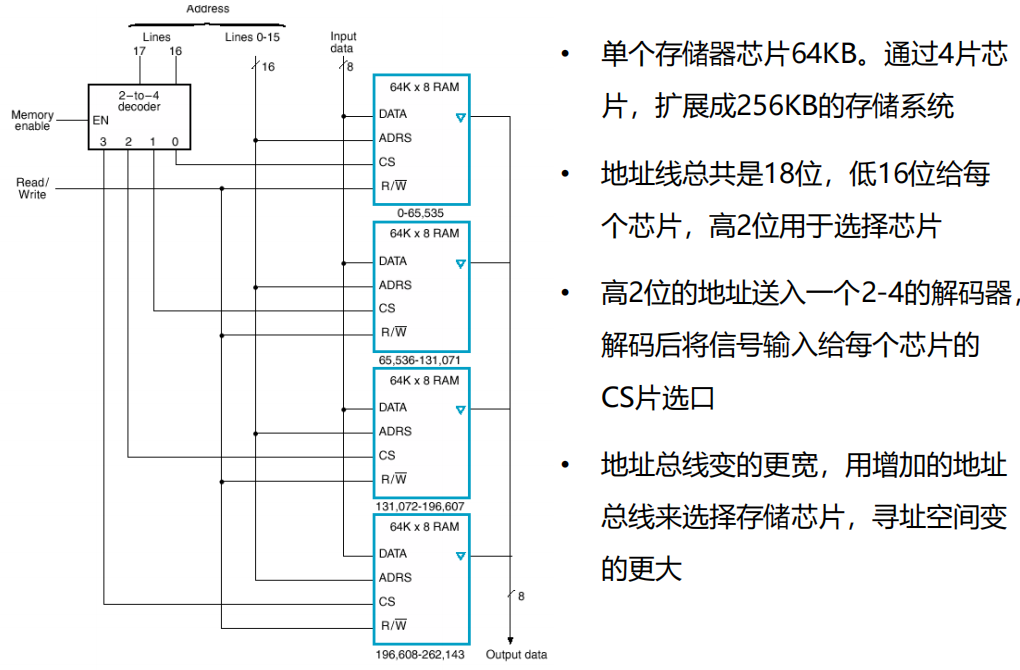 Address
Lines
17 16
Lines 0-15
16
Input
data
8
2-to-4
decoder
EN
3 2 1 0
Memory
enable
Read/
Write
64K x 8 RAM
DATA
ADRS
CS
R/W̅
0-65,535
64K x 8 RAM
DATA
ADRS
CS
R/W̅
65,536-131,071
64K x 8 RAM
DATA
ADRS
CS
R/W̅
131,072-196,607
64K x 8 RAM
DATA
ADRS
CS
R/W̅
196,608-262,143
8
Output data
• 单个存储器芯片64KB。通过4片芯
片，扩展成256KB的存储系统
• 地址线总共是18位，低16位给每
个芯片，高2位用于选择芯片
• 高2位的地址送入一个2-4的解码器，
解码后将信号输入给每个芯片的
CS片选口
• 地址总线变的更宽，用增加的地址
总线来选择存储芯片，寻址空间变
的更大